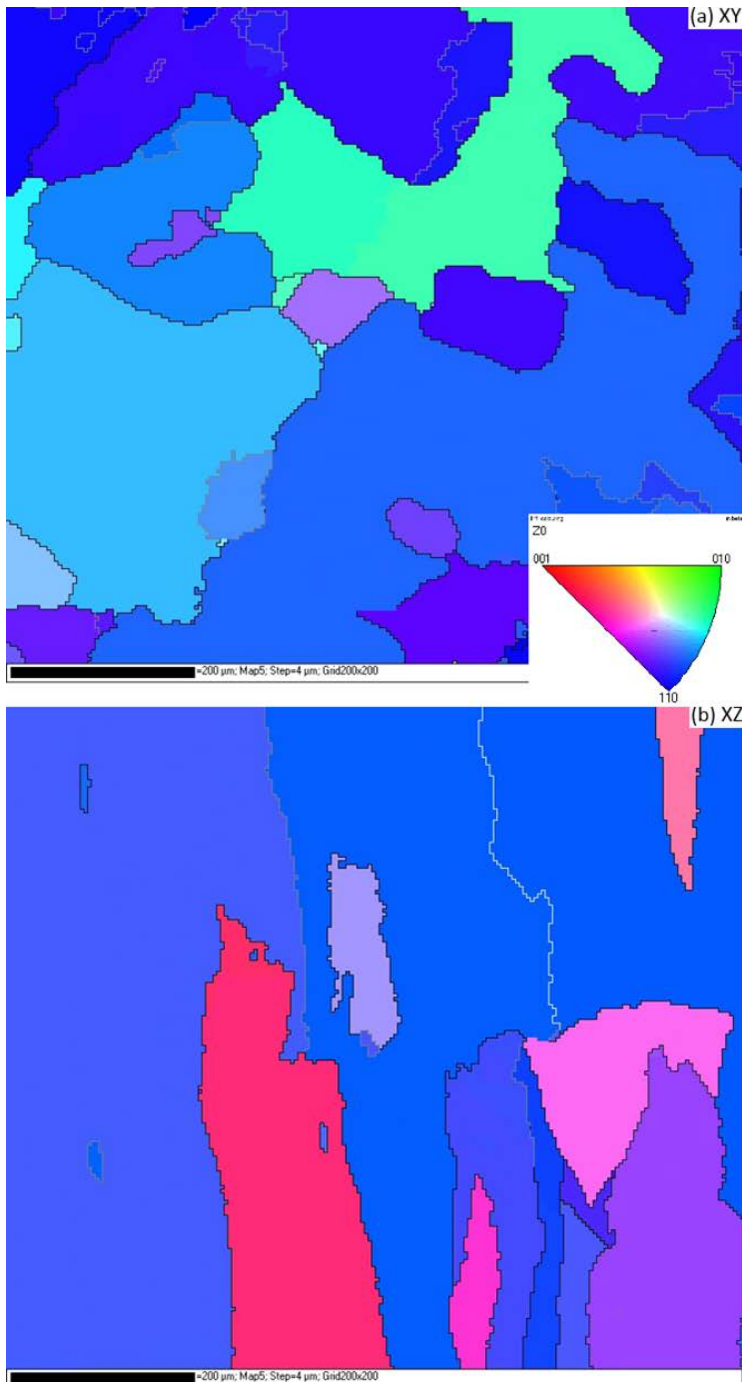 (a) XY
Z0
001
010
110
=200 µm; Map5; Step=4 µm; Grid200x200
(b) XZ
=200 µm; Map5; Step=4 µm; Grid200x200